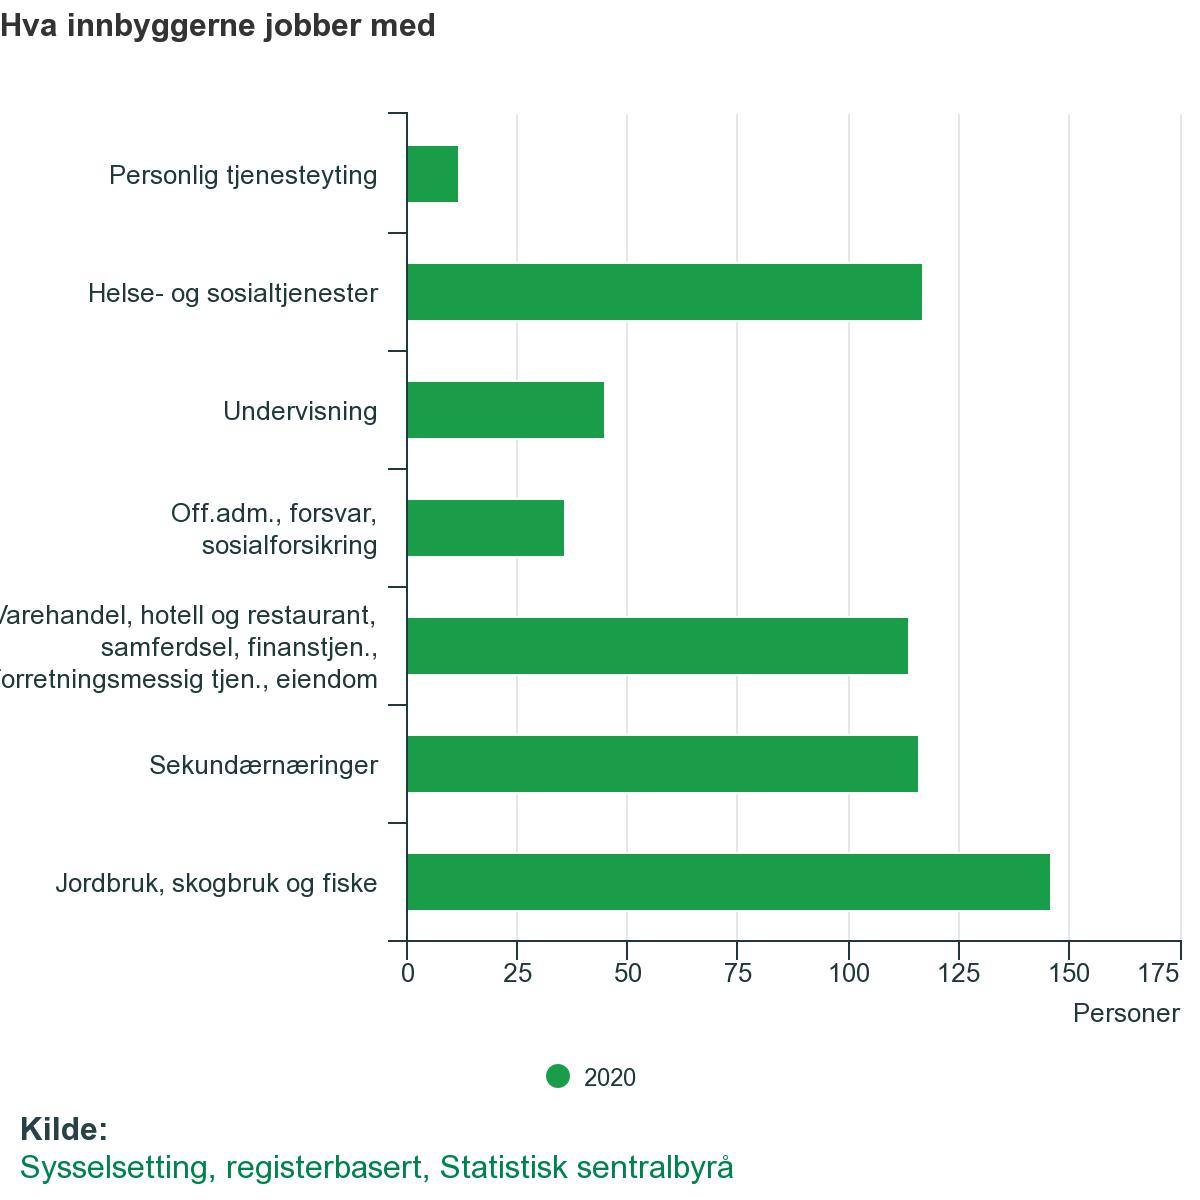 Hva innbyggerne jobber med
Personlig tjenesteyting
Helse- og sosialtjenester
Undervisning
Off.adm., forsvar,
sosialforsikring
Varehandel, hotell og restaurant,
samferdsel, finanstjen.,
forretningsmessig tjen., eiendom
Sekundærnæringer
Jordbruk, skogbruk og fiske
0 25 50 75 100 125 150 175
Personer
2020
Kilde:
Sysselsetting, registerbasert, Statistisk sentralbyrå